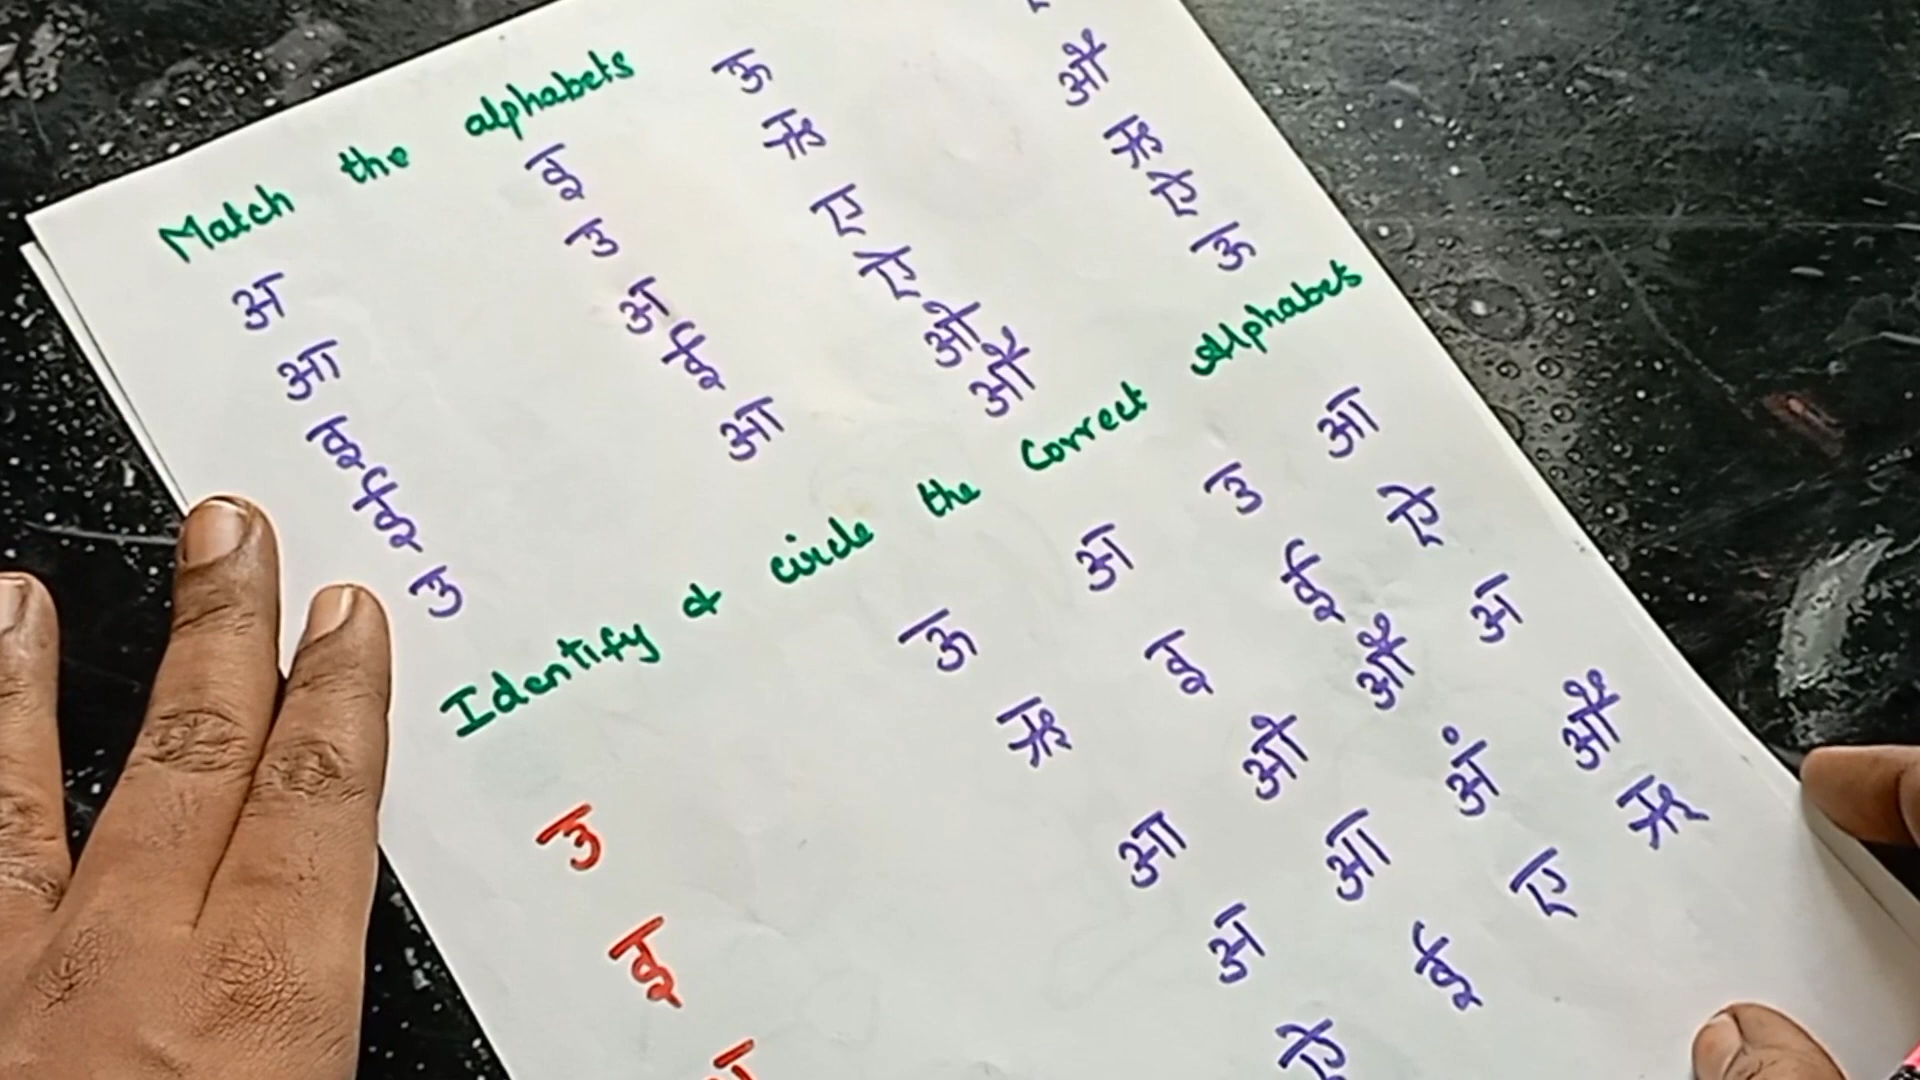 Match the alphabets
अ इ ऊ
आ उ ऋ औ
इ अ ए ऋ
ई ई ऐ ऐ
उ आ ओ ऊ
औ
Identify & circle the correct alphabets
उ ऊ अ उ आ
इ ऋ इ ई ऐ
आ ओ औ अ
अ आ अं औ
ऐ ई ए ऋ